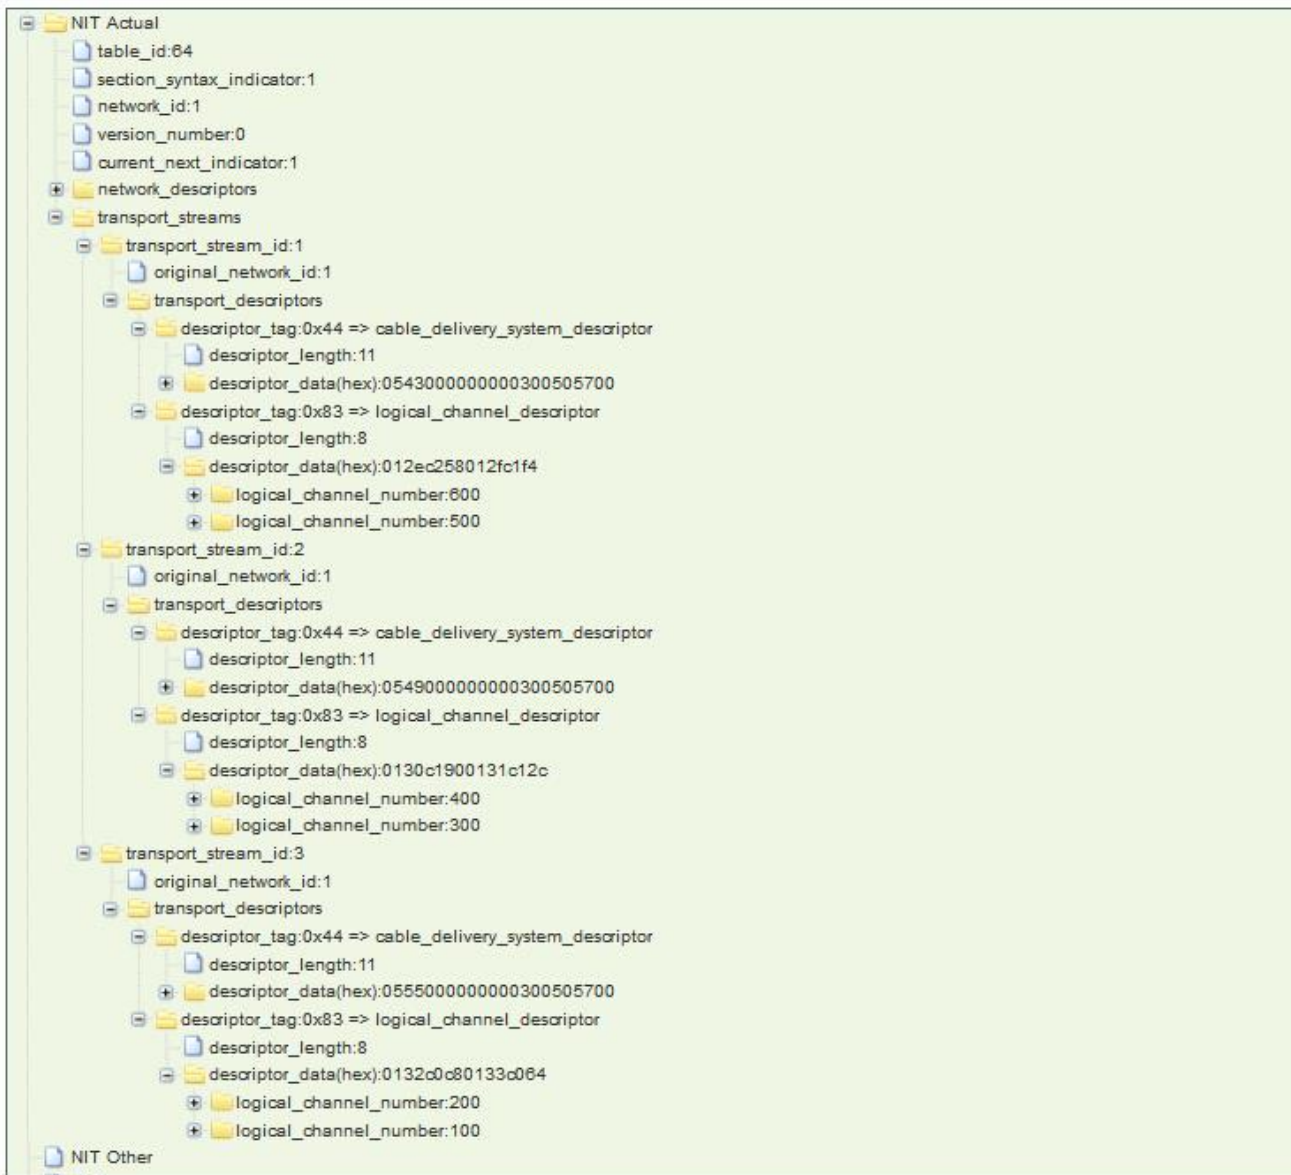 NIT Actual
table_id:64
section_syntax_indicator:1
network_id:1
version_number:0
current_next_indicator:1
network_descriptors
transport_streams
transport_stream_id:1
original_network_id:1
transport_descriptors
descriptor_tag:0x44 => cable_delivery_system_descriptor
descriptor_length:11
descriptor_data(hex):0543000000000300505700
descriptor_tag:0x83 => logical_channel_descriptor
descriptor_length:8
descriptor_data(hex):012ec258012fc1f4
logical_channel_number:600
logical_channel_number:500
transport_stream_id:2
original_network_id:1
transport_descriptors
descriptor_tag:0x44 => cable_delivery_system_descriptor
descriptor_length:11
descriptor_data(hex):0549000000000300505700
descriptor_tag:0x83 => logical_channel_descriptor
descriptor_length:8
descriptor_data(hex):0130c1900131c12c
logical_channel_number:400
logical_channel_number:300
transport_stream_id:3
original_network_id:1
transport_descriptors
descriptor_tag:0x44 => cable_delivery_system_descriptor
descriptor_length:11
descriptor_data(hex):0555000000000300505700
descriptor_tag:0x83 => logical_channel_descriptor
descriptor_length:8
descriptor_data(hex):0132c0c80133c064
logical_channel_number:200
logical_channel_number:100
NIT Other